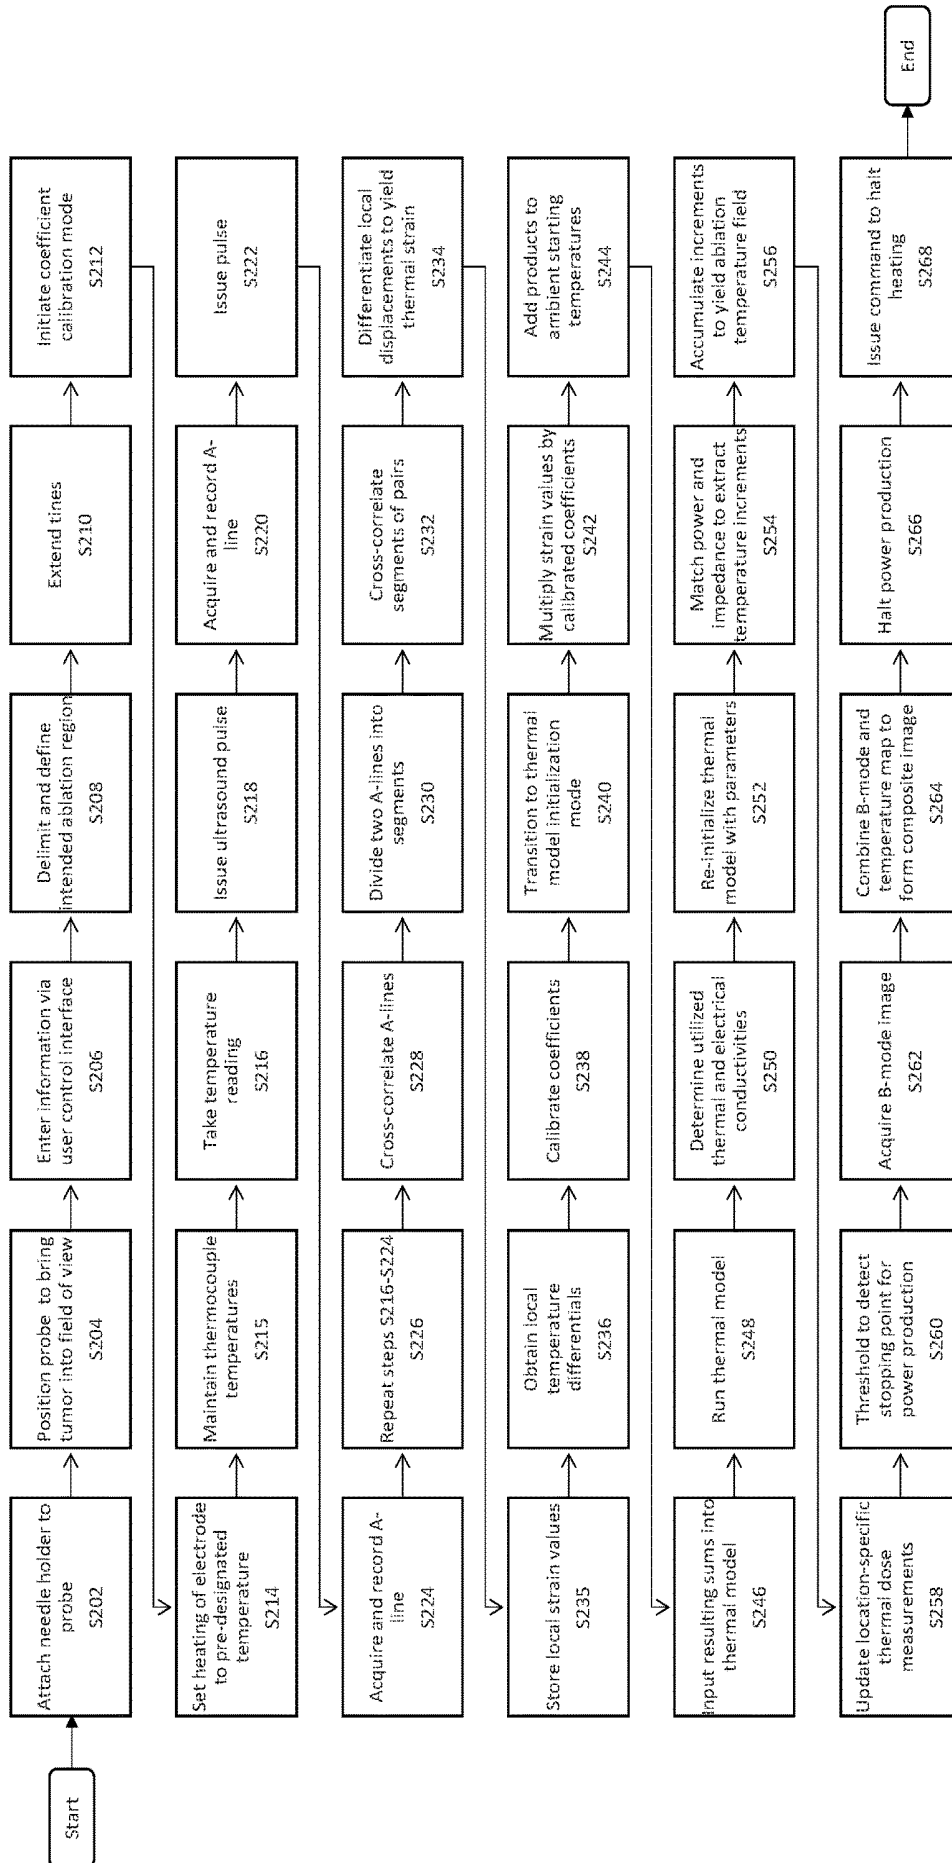 Start
Attach needle holder to
probe
S202
Position probe to bring
tumor into field of view
S204
Enter information via
user control interface
S206
Delimit and define
intended ablation region
S208
Extend tines
S210
Initiate coefficient
calibration mode
S212
Set heating of electrode
to pre-designated
temperature
S214
Maintain thermocouple
temperatures
S215
Take temperature
reading
S216
Issue ultrasound pulse
S218
Acquire and record A-
line
S220
Issue pulse
S222
Acquire and record A-
line
S224
Repeat steps S216-S224
S226
Cross-correlate A-lines
S228
Divide two A-lines into
segments
S230
Cross-correlate
segments of pairs
S232
Differentiate local
displacements to yield
thermal strain
S234
Store local strain values
S235
Obtain local
temperature
differentials
S236
Calibrate coefficients
S238
Transition to thermal
model initialization
mode
S240
Multiply strain values by
calibrated coefficients
S242
Add products to
ambient starting
temperatures
S244
Input resulting sums into
thermal model
S246
Run thermal model
S248
Determine utilized
thermal and electrical
conductivities
S250
Re-initialize thermal
model with parameters
S252
Match power and
impedance to extract
temperature increments
S254
Accumulate increments
to yield ablation
temperature field
S256
Update location-specific
thermal dose
measurements
S258
Threshold to detect
stopping point for
power production
S260
Acquire B-mode image
S262
Combine B-mode and
temperature map to
form composite image
S264
Halt power production
S266
Issue command to halt
heating
S268
End